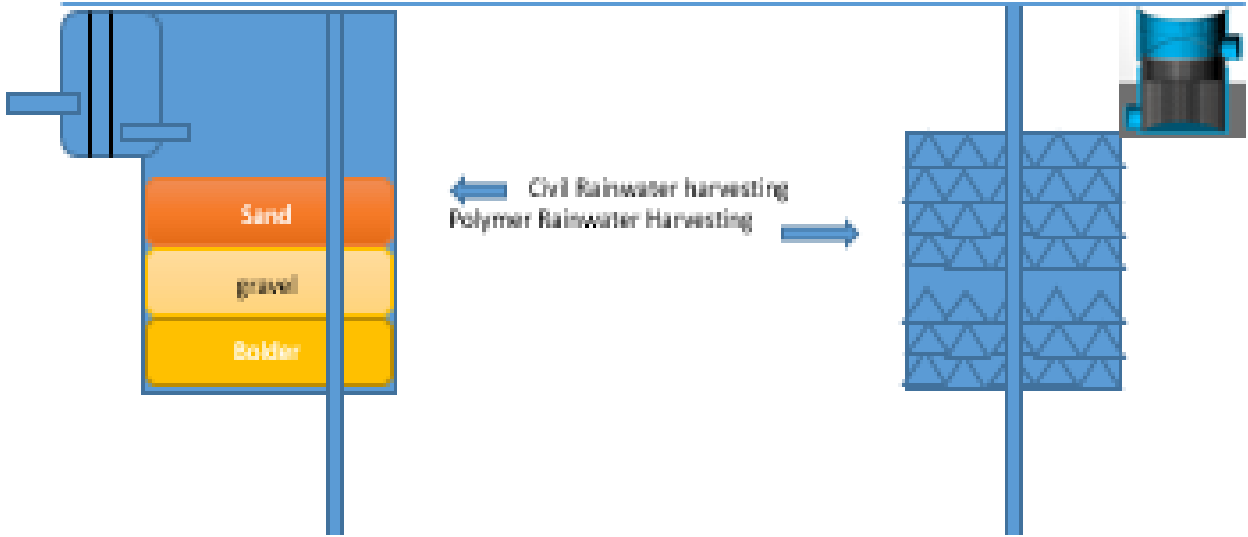 Civil Rainwater harvesting
Polymer Rainwater Harvesting
Sand
gravel
Bolder